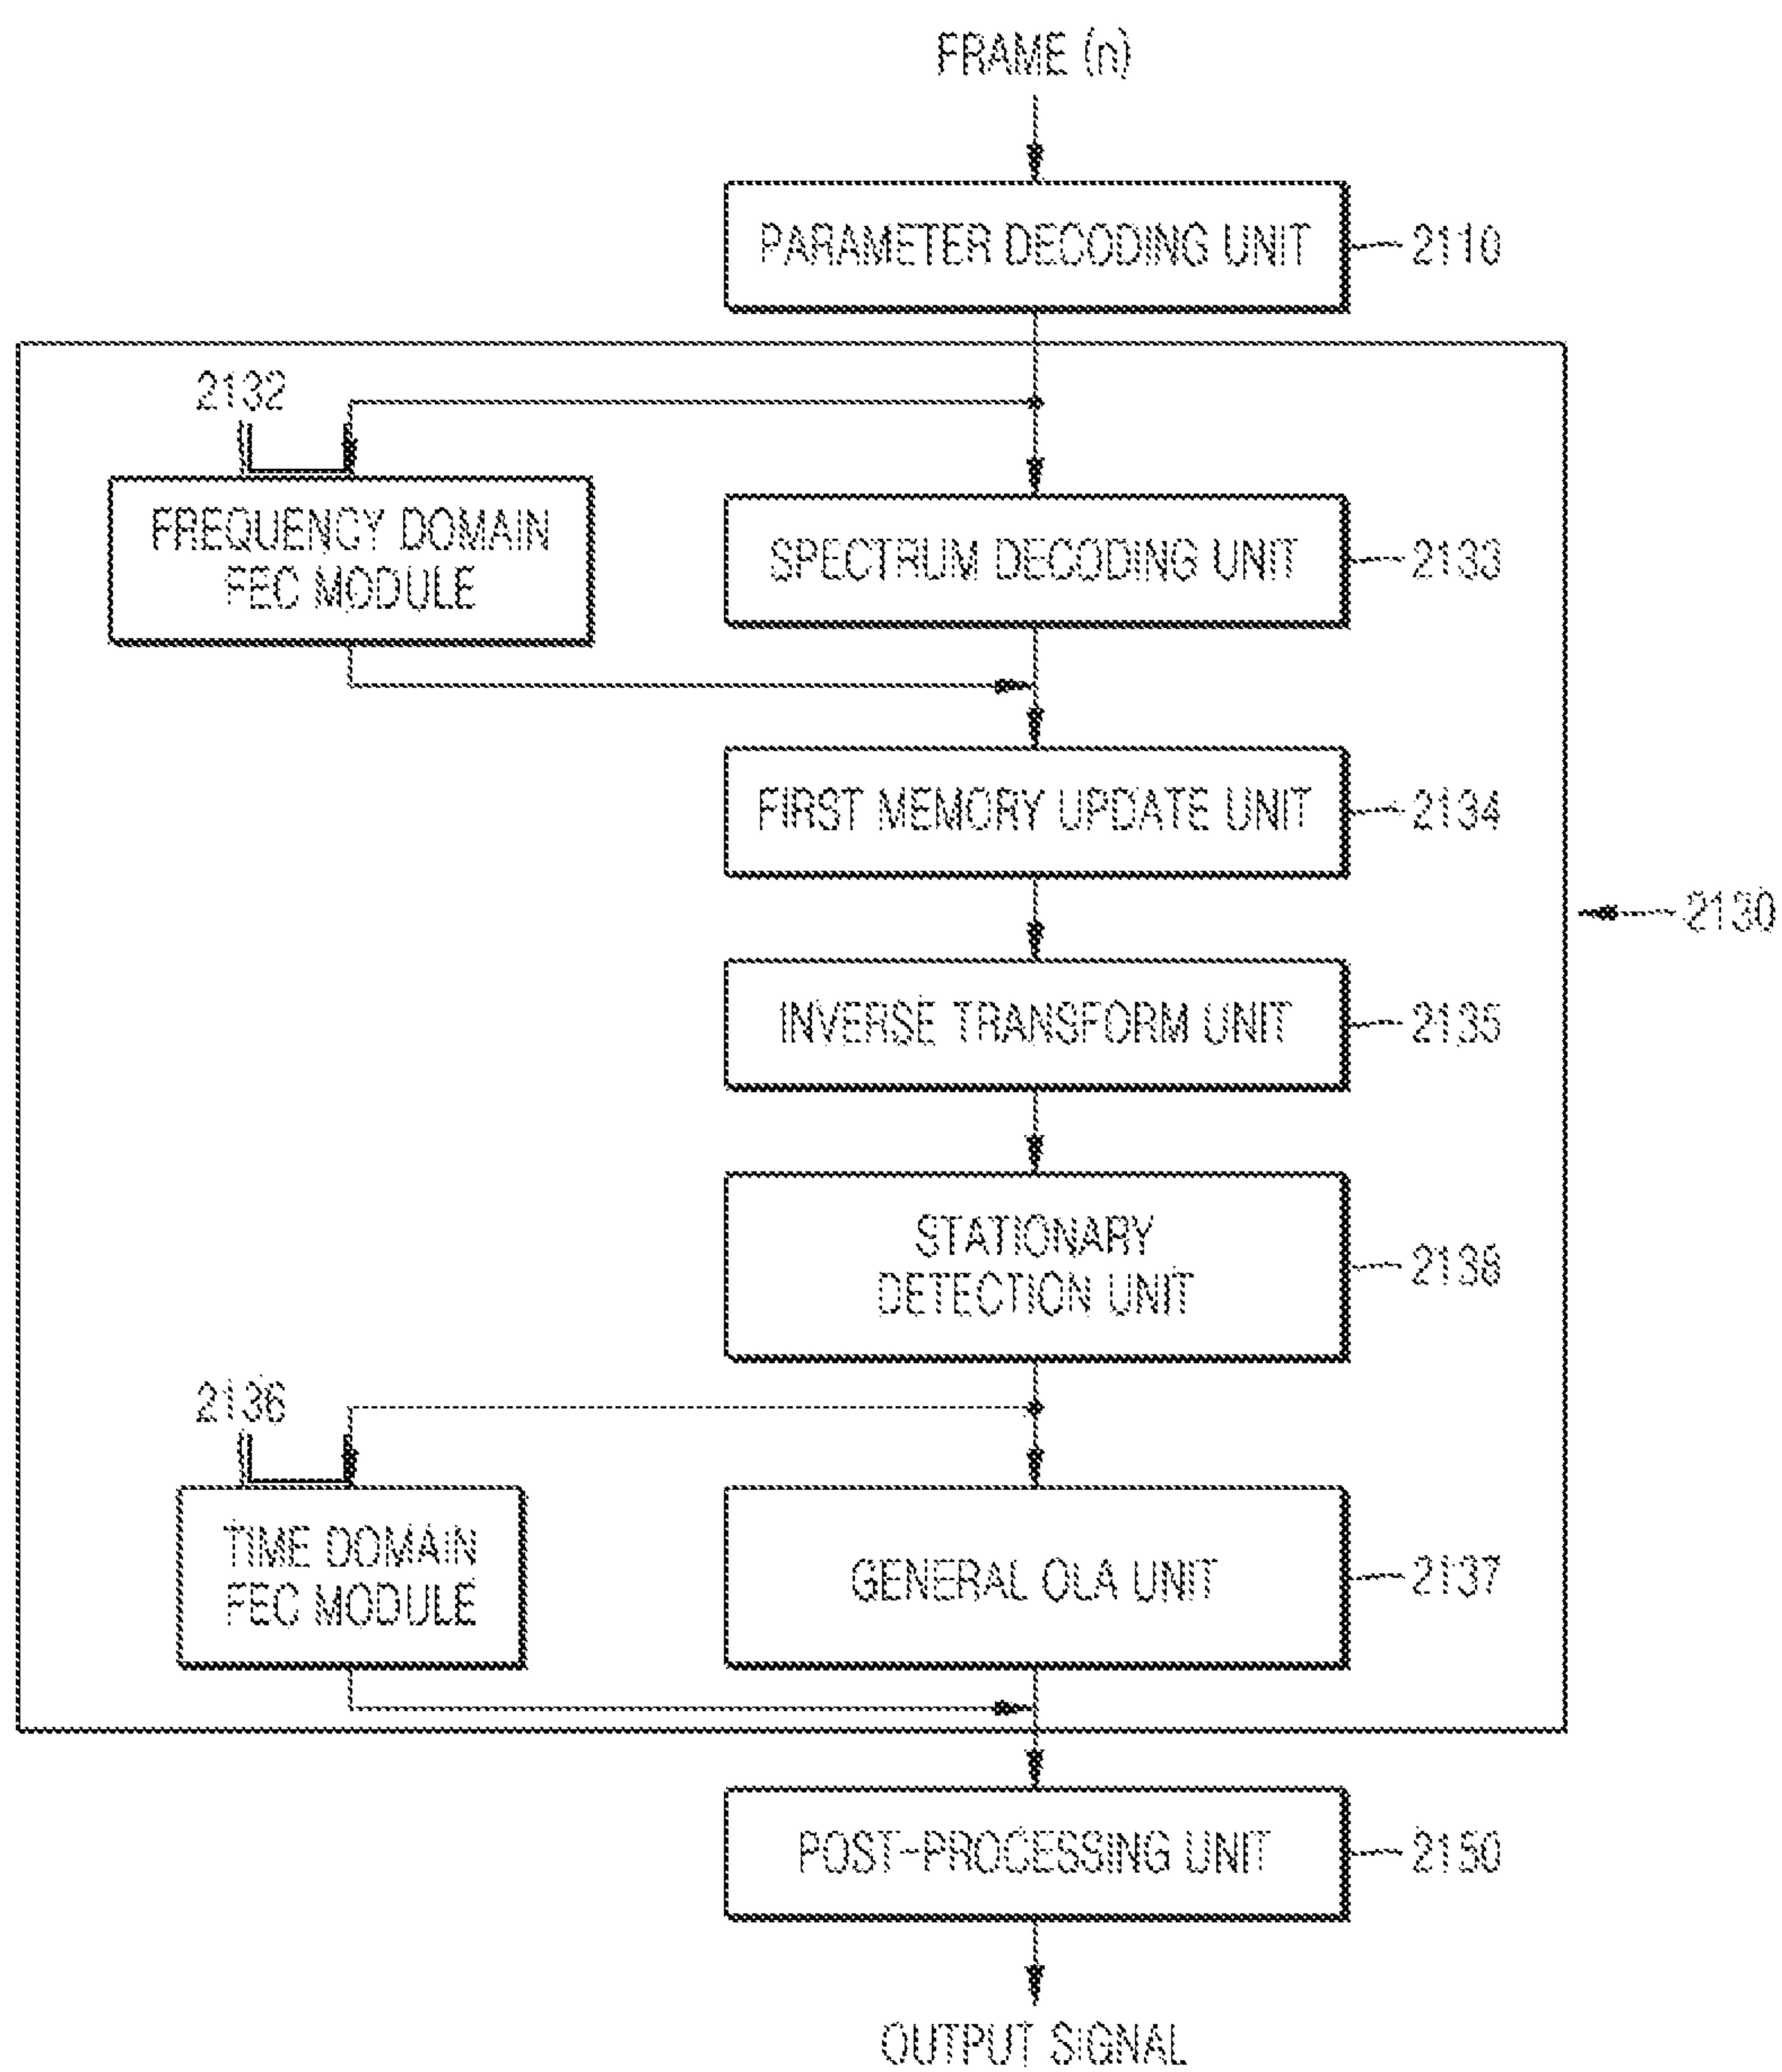 FRAME (n)
PARAMETER DECODING UNIT
2110
2132
FREQUENCY DOMAIN
FEC MODULE
SPECTRUM DECODING UNIT
2133
FIRST MEMORY UPDATE UNIT
2134
2130
INVERSE TRANSFORM UNIT
2135
STATIONARY
DETECTION UNIT
2138
2136
TIME DOMAIN
FEC MODULE
GENERAL OLA UNIT
2137
POST-PROCESSING UNIT
2150
OUTPUT SIGNAL